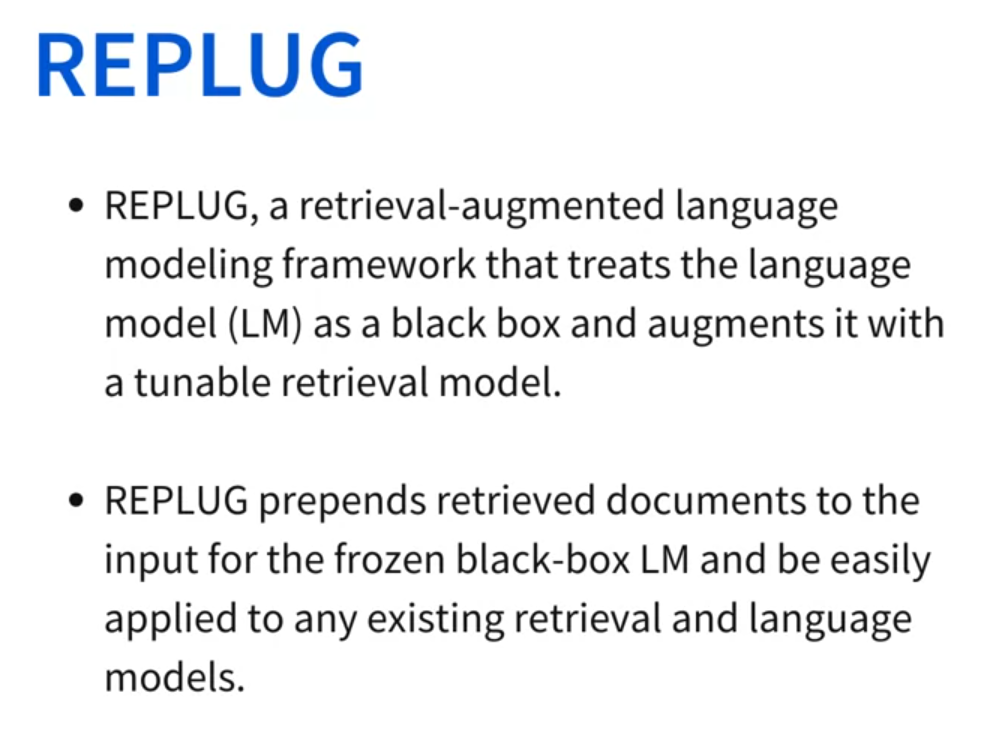 REPLUG
• REPLUG, a retrieval-augmented language
modeling framework that treats the language
model (LM) as a black box and augments it with
a tunable retrieval model.
• REPLUG prepends retrieved documents to the
input for the frozen black-box LM and be easily
applied to any existing retrieval and language
models.